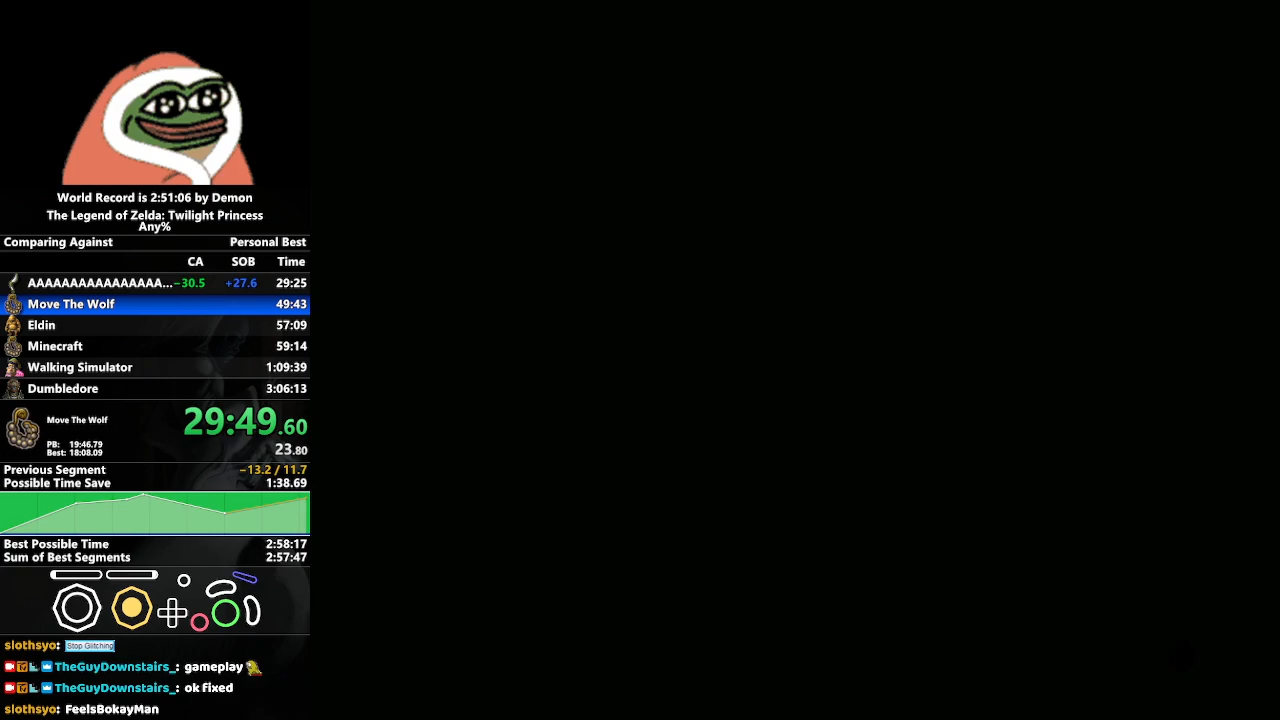 World Record is 2:51:06 by Demon
The Legend of Zelda: Twilight Princess
Any%
Comparing Against Personal Best
CA SOB Time
AAAAAAAAAAAAAAAA... −30.5 +27.6 29:25
Move The Wolf 49:43
Eldin 57:09
Minecraft 59:14
Walking Simulator 1:09:39
Dumbledore 3:06:13
Move The Wolf 29:49.60
PB: 19:46.79 23.80
Best: 18:08.09
Previous Segment −13.2 / 11.7
Possible Time Save 1:38.69
Best Possible Time 2:58:17
Sum of Best Segments 2:57:47
slothsyo: Stop Glitching
TheGuyDownstairs_: gameplay
TheGuyDownstairs_: ok fixed
slothsyo: FeelsBokayMan